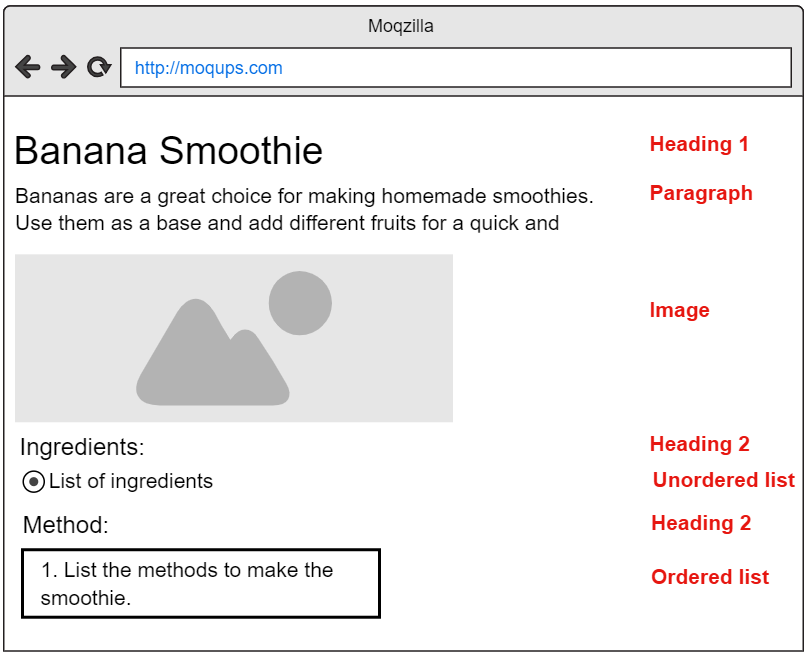 Moqzilla
http://moqups.com
Banana Smoothie
Heading 1
Bananas are a great choice for making homemade smoothies.
Paragraph
Use them as a base and add different fruits for a quick and
Image
Ingredients:
Heading 2
List of ingredients
Unordered list
Method:
Heading 2
1. List the methods to make the
smoothie.
Ordered list